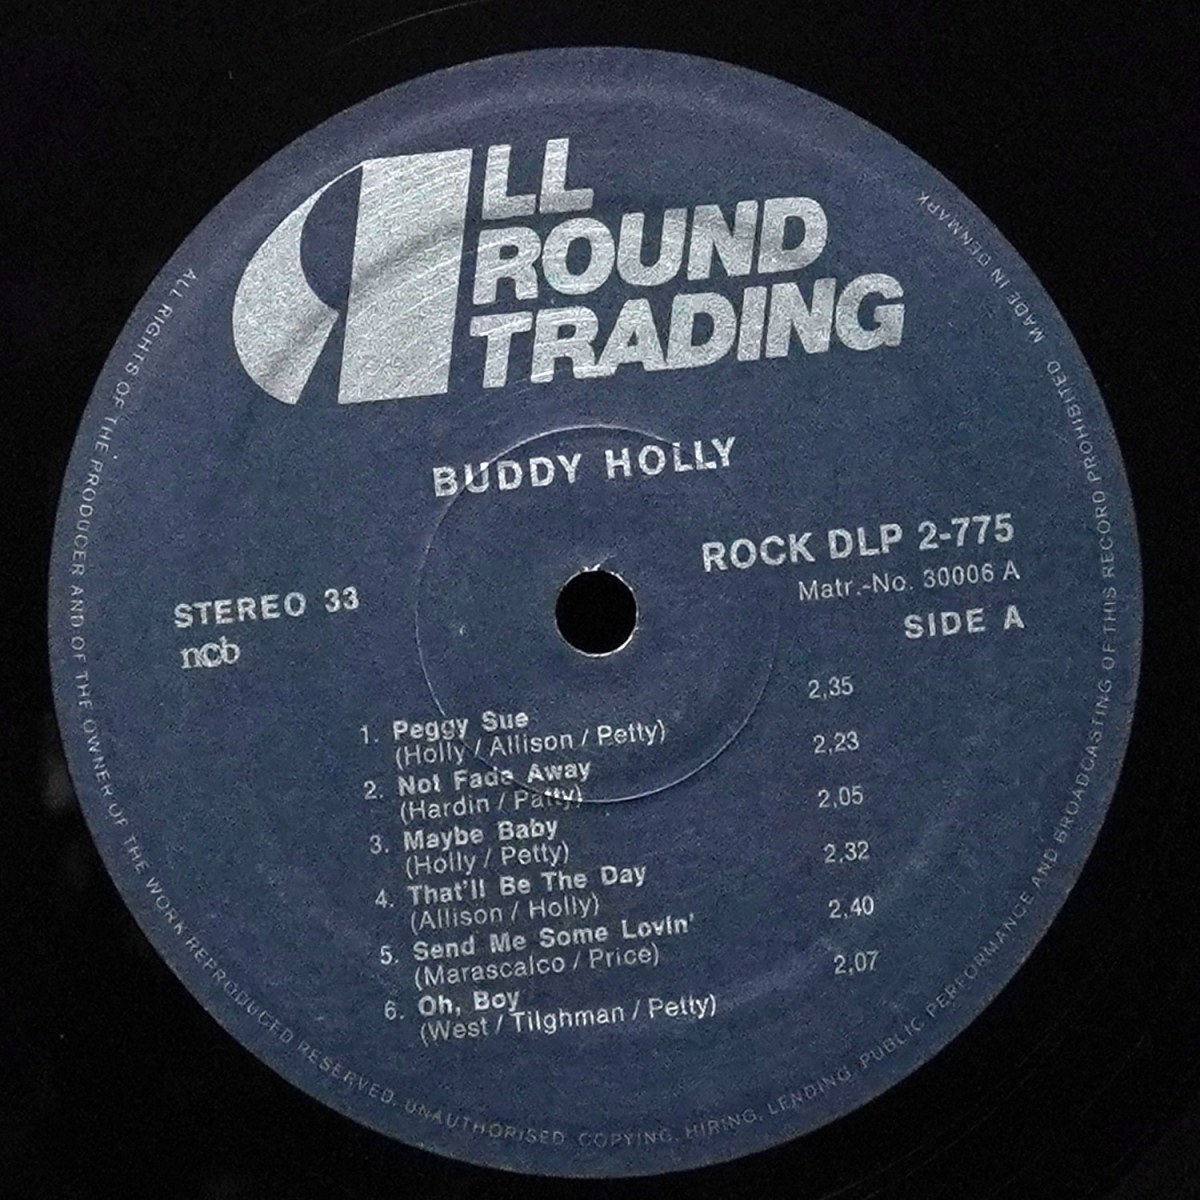 ALL
ROUND
TRADING
BUDDY HOLLY
ROCK DLP 2-775
Matr.-No. 30006 A
SIDE A
STEREO 33
ncb
1. Peggy Sue 2,35
(Holly / Allison / Petty)
2. Not Fade Away 2,23
(Hardin / Patty)
3. Maybe Baby 2,05
(Holly / Petty)
4. That'll Be The Day 2,32
(Allison / Holly)
5. Send Me Some Lovin' 2,40
(Marascalco / Price)
6. Oh, Boy 2,07
(West / Tilghman / Petty)
ALL RIGHTS OF THE PRODUCER AND OF THE OWNER OF THE WORK REPRODUCED RESERVED. UNAUTHORISED COPYING, HIRING, LENDING, PUBLIC PERFORMANCE AND BROADCASTING OF THIS RECORD PROHIBITED. MADE IN DENMARK